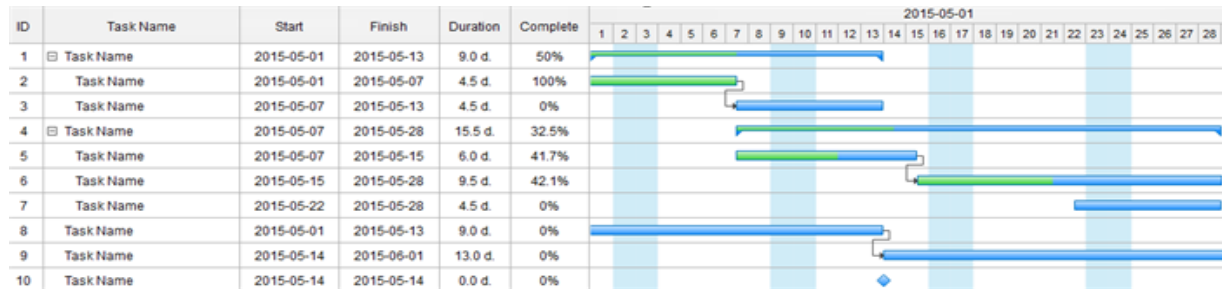 2015-05-01
ID Task Name Start Finish Duration Complete
1 2 3 4 5 6 7 8 9 10 11 12 13 14 15 16 17 18 19 20 21 22 23 24 25 26 27 28
1 Task Name 2015-05-01 2015-05-13 9.0 d. 50%
2 Task Name 2015-05-01 2015-05-07 4.5 d. 100%
3 Task Name 2015-05-07 2015-05-13 4.5 d. 0%
4 Task Name 2015-05-07 2015-05-28 15.5 d. 32.5%
5 Task Name 2015-05-07 2015-05-15 6.0 d. 41.7%
6 Task Name 2015-05-15 2015-05-28 9.5 d. 42.1%
7 Task Name 2015-05-22 2015-05-28 4.5 d. 0%
8 Task Name 2015-05-01 2015-05-13 9.0 d. 0%
9 Task Name 2015-05-14 2015-06-01 13.0 d. 0%
10 Task Name 2015-05-14 2015-05-14 0.0 d. 0%